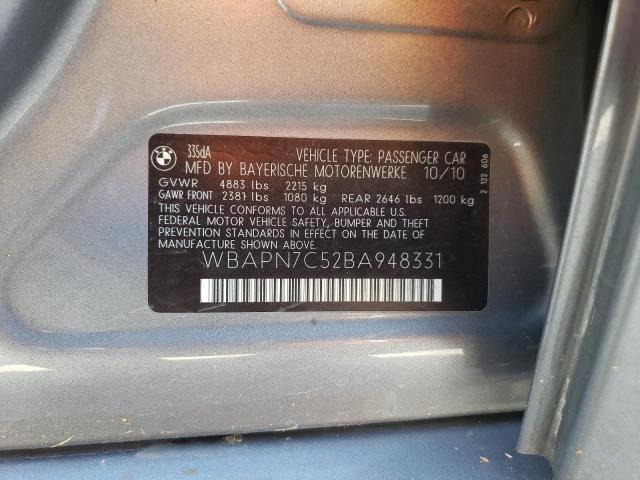 BMW
335dA VEHICLE TYPE: PASSENGER CAR
MFD BY BAYERISCHE MOTORENWERKE 10/10
GVWR 4883 lbs 2215 kg
GAWR FRONT 2381 lbs 1080 kg REAR 2646 lbs 1200 kg
THIS VEHICLE CONFORMS TO ALL APPLICABLE U.S.
FEDERAL MOTOR VEHICLE SAFETY, BUMPER AND THEFT
PREVENTION STANDARDS IN EFFECT ON THE DATE OF
MANUFACTURE SHOWN ABOVE.
WBAPN7C52BA948331
2 122 606